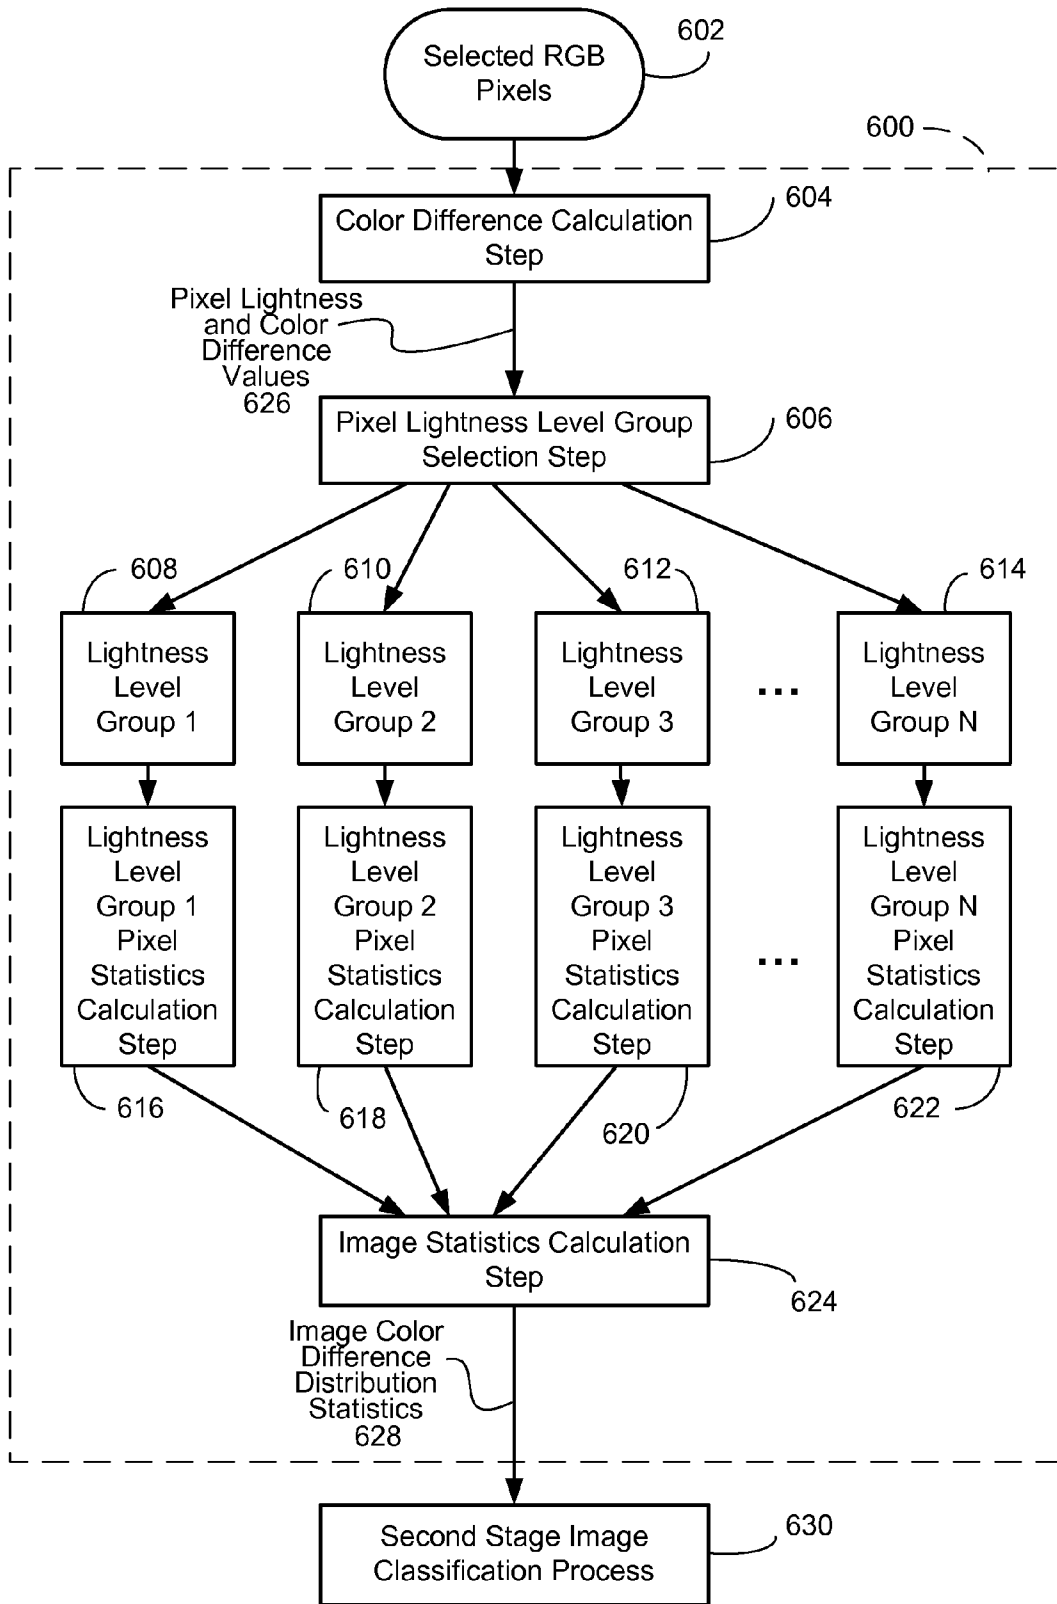 Selected RGB
Pixels
602
600
Color Difference Calculation
Step
604
Pixel Lightness
and Color
Difference
Values
626
Pixel Lightness Level Group
Selection Step
606
608
610
612
614
Lightness
Level
Group 1
Lightness
Level
Group 2
Lightness
Level
Group 3
...
Lightness
Level
Group N
Lightness
Level
Group 1
Pixel
Statistics
Calculation
Step
Lightness
Level
Group 2
Pixel
Statistics
Calculation
Step
Lightness
Level
Group 3
Pixel
Statistics
Calculation
Step
...
Lightness
Level
Group N
Pixel
Statistics
Calculation
Step
616
618
620
622
Image Statistics Calculation
Step
624
Image Color
Difference
Distribution
Statistics
628
Second Stage Image
Classification Process
630